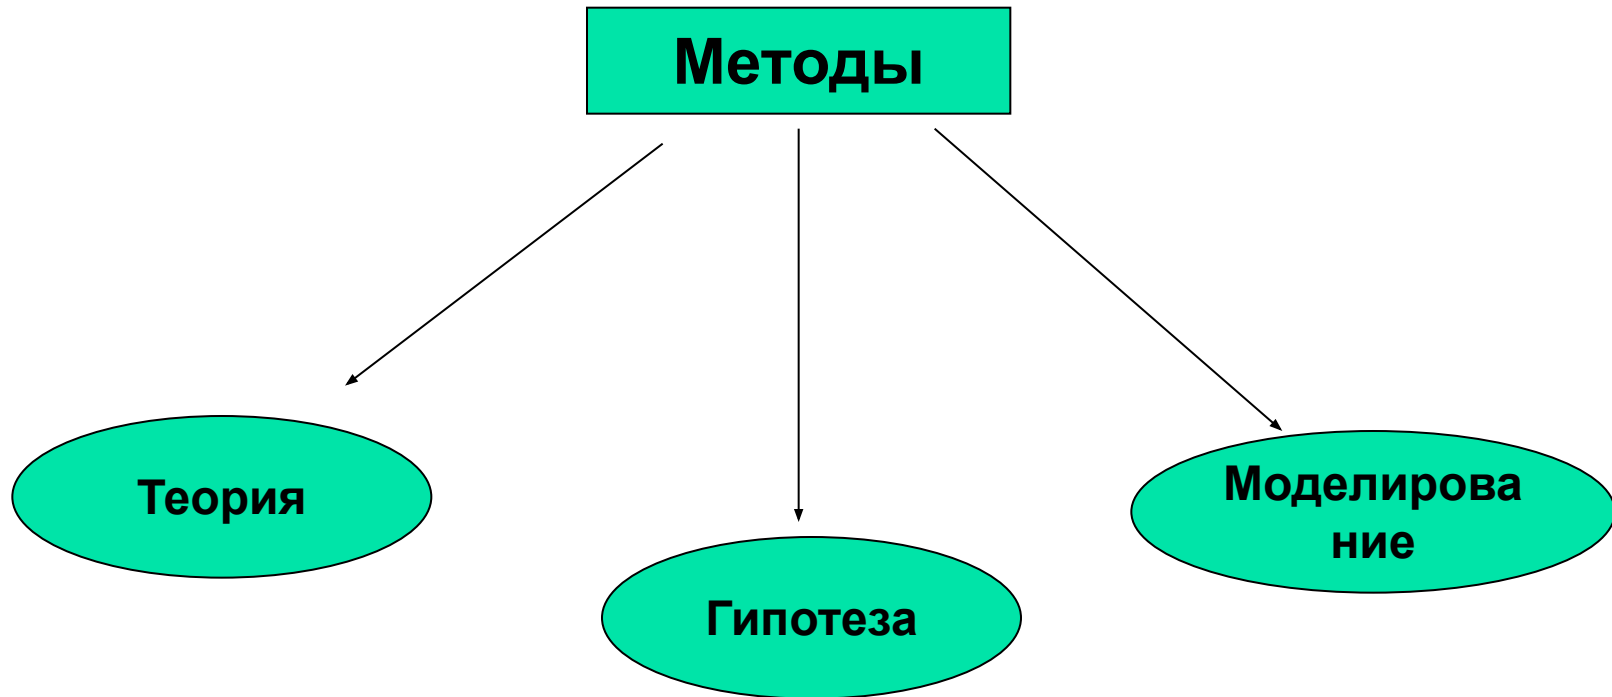 Методы
Теория
Моделирова
ние
Гипотеза